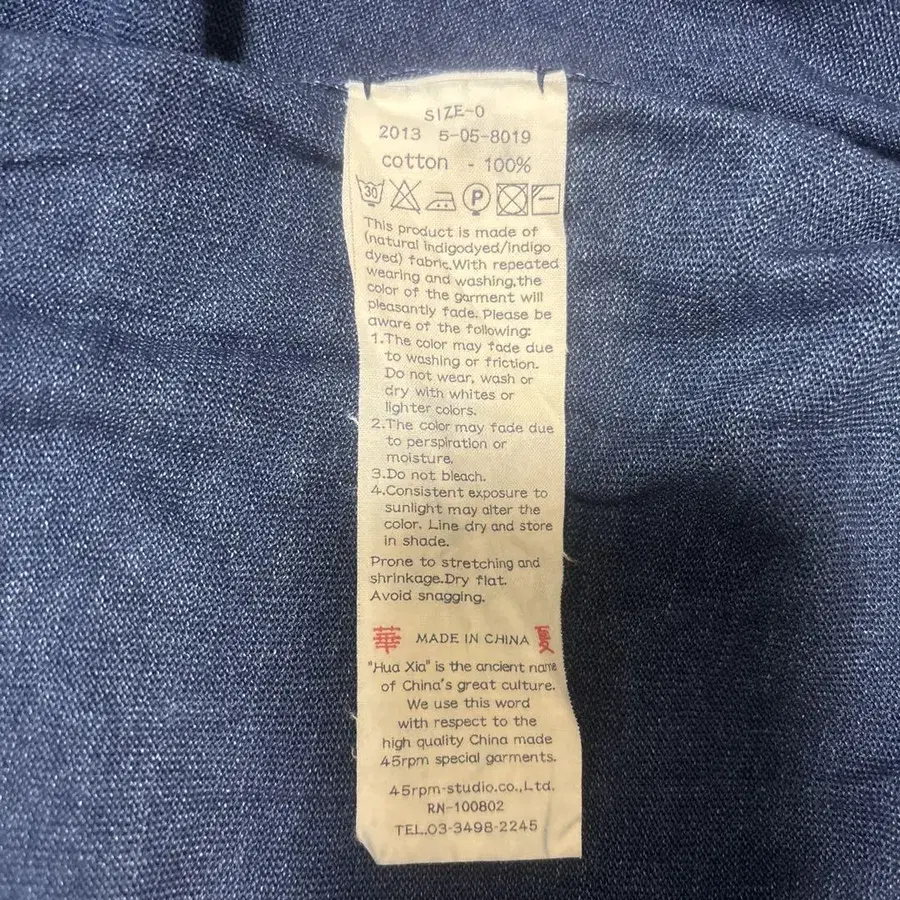 SIZE-0
2013 5-05-8019
cotton - 100%
30 P
This product is made of
(natural indigodyed/indigo
dyed) fabric.With repeated
wearing and washing,the
color of the garment will
pleasantly fade. Please be
aware of the following:
1.The color may fade due
to washing or friction.
Do not wear, wash or
dry with whites or
lighter colors.
2.The color may fade due
to perspiration or
moisture.
3.Do not bleach.
4.Consistent exposure to
sunlight may alter the
color. Line dry and store
in shade.
Prone to stretching and
shrinkage.Dry flat.
Avoid snagging.
華 MADE IN CHINA 夏
"Hua Xia" is the ancient name
of China's great culture.
We use this word
with respect to the
high quality China made
45rpm special garments.
45rpm-studio.co.,Ltd.
RN-100802
TEL.03-3498-2245